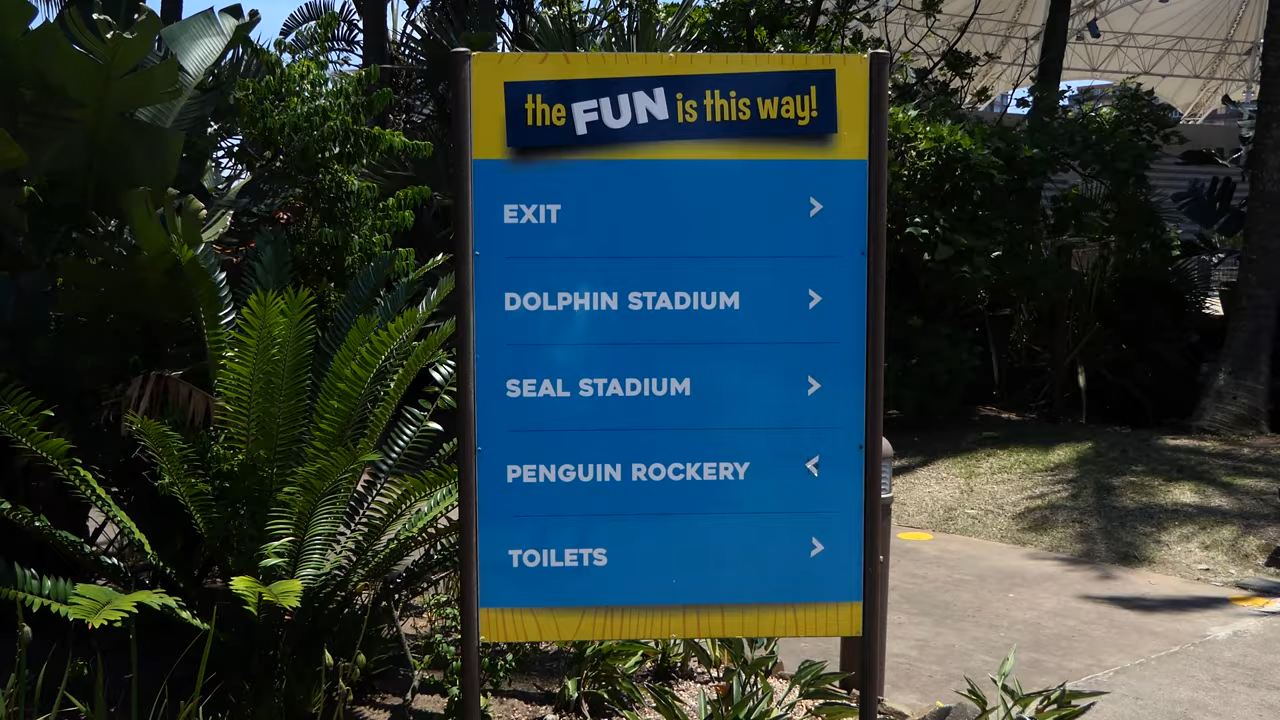 the FUN is this way!
EXIT >
DOLPHIN STADIUM >
SEAL STADIUM >
PENGUIN ROCKERY <
TOILETS >